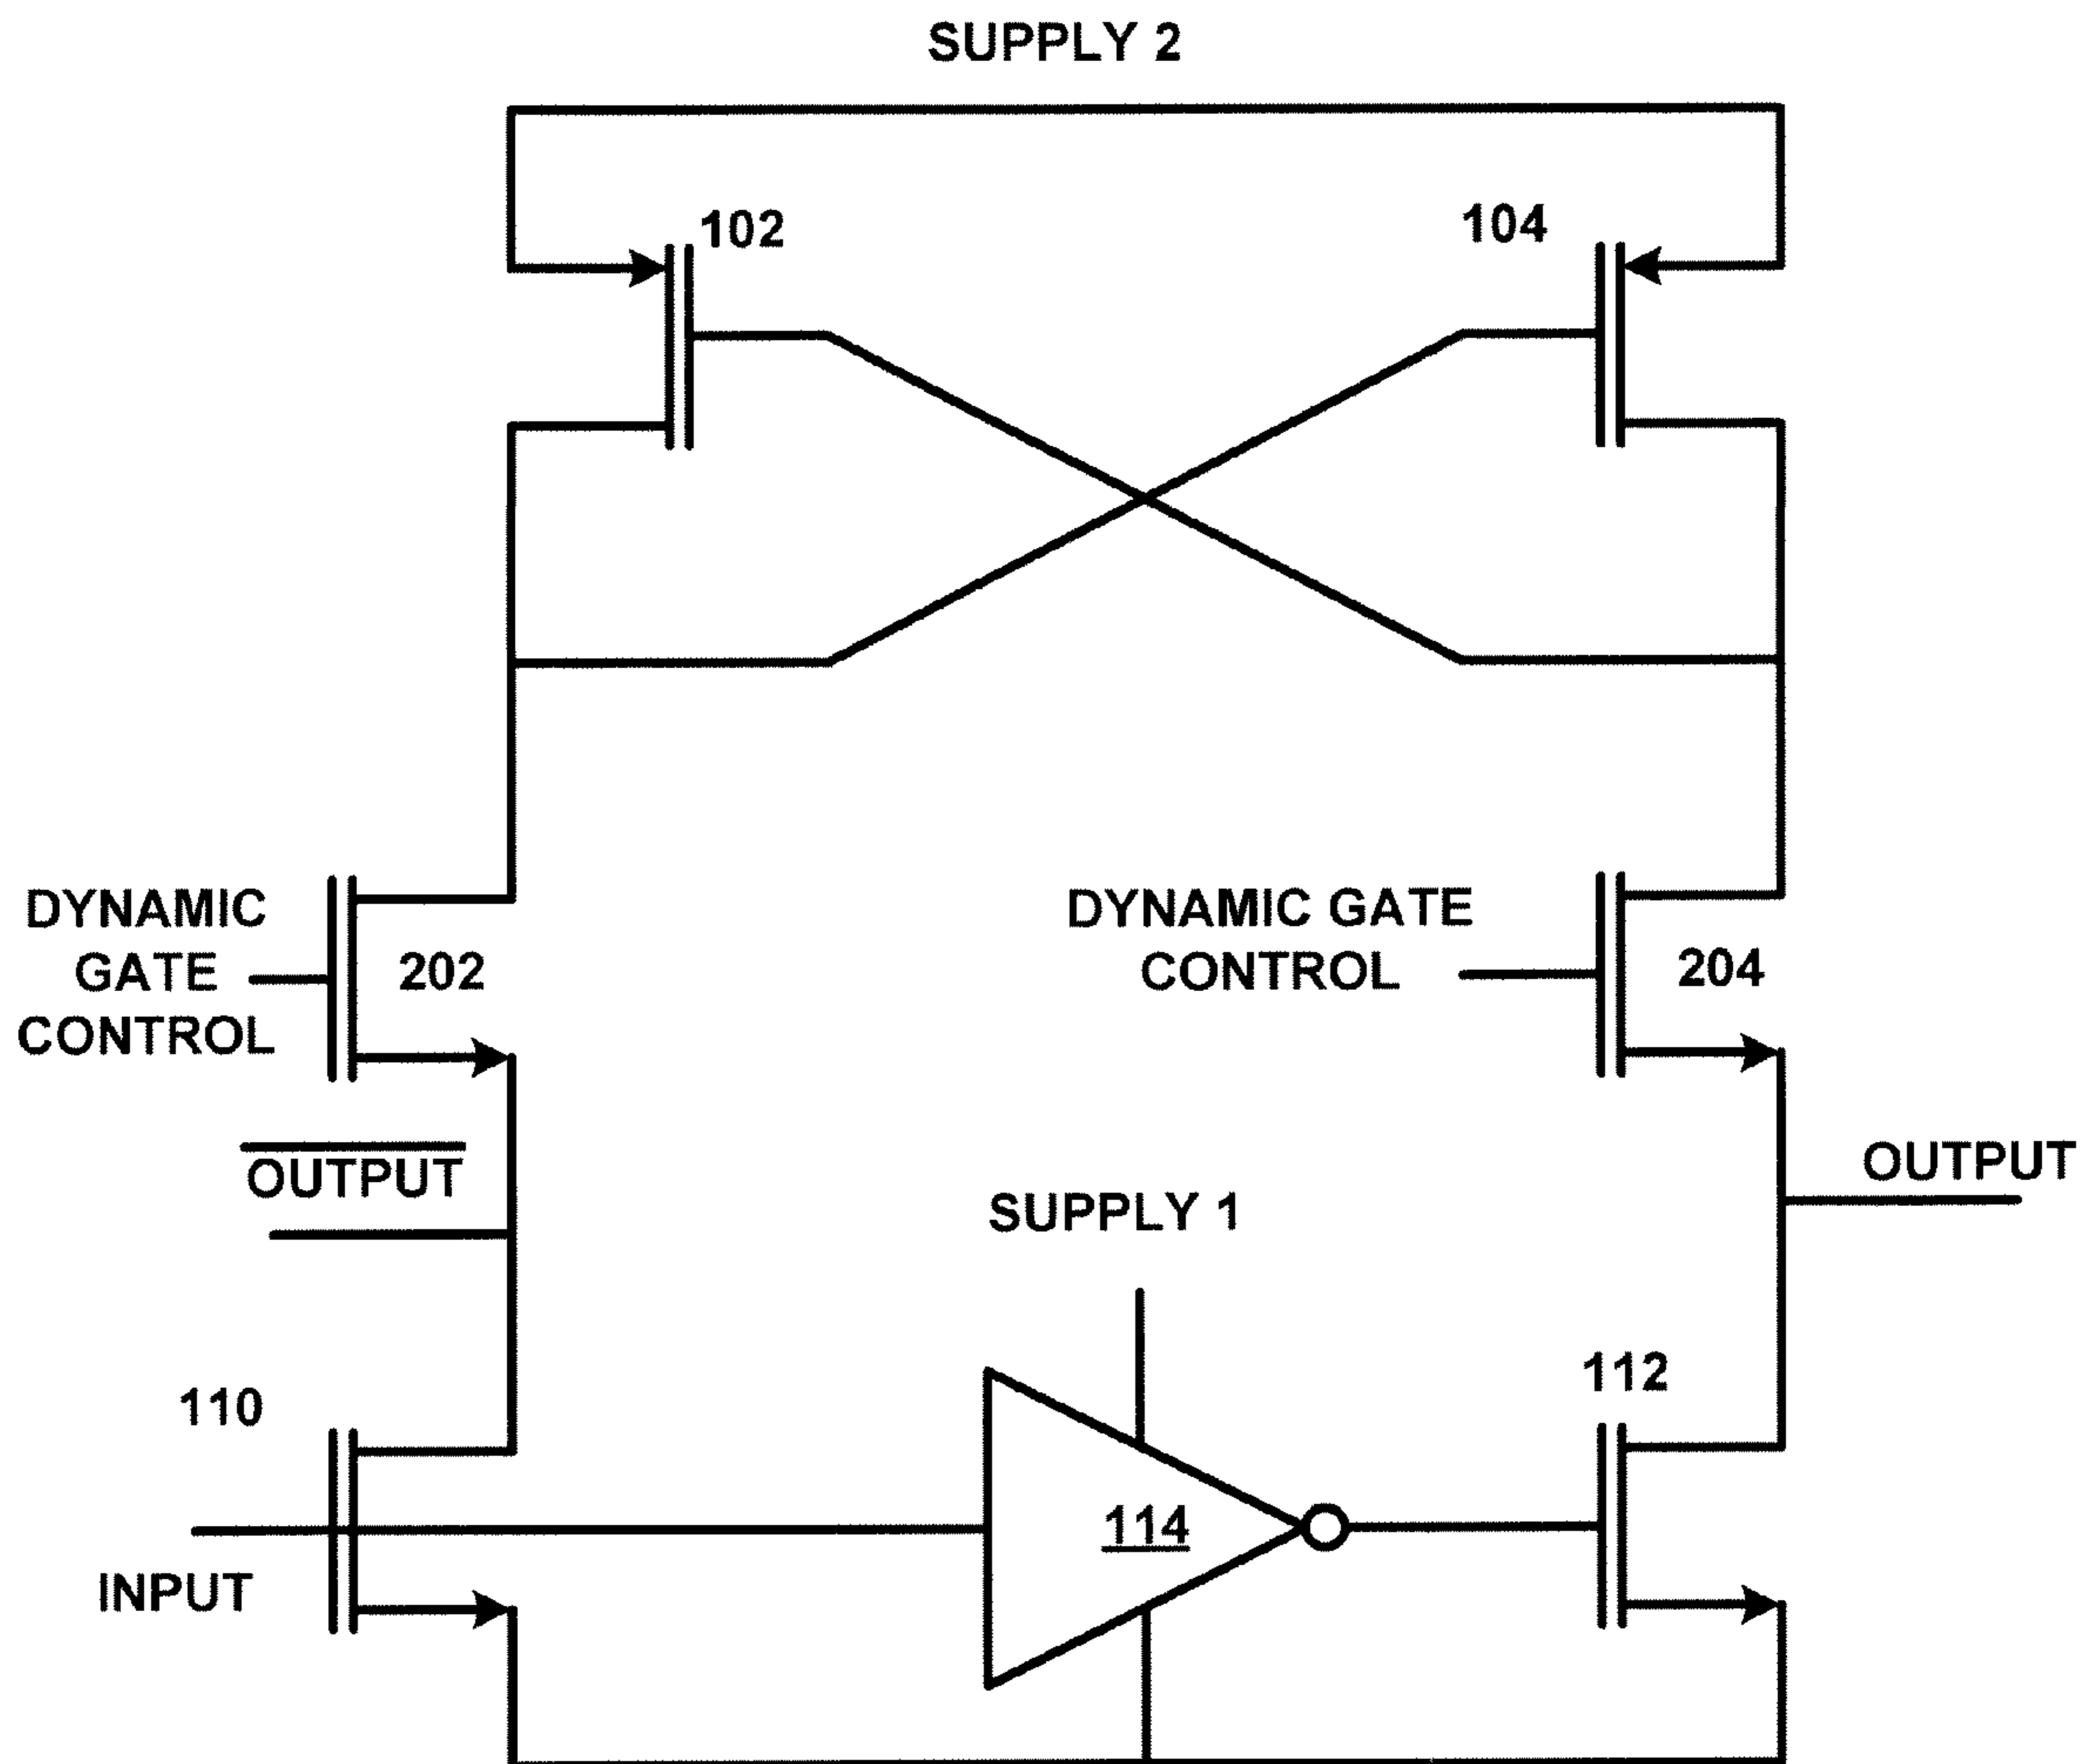 SUPPLY 2
102
104
DYNAMIC
GATE
CONTROL
202
DYNAMIC GATE
CONTROL
204
OUTPUT
OUTPUT
SUPPLY 1
110
112
114
INPUT